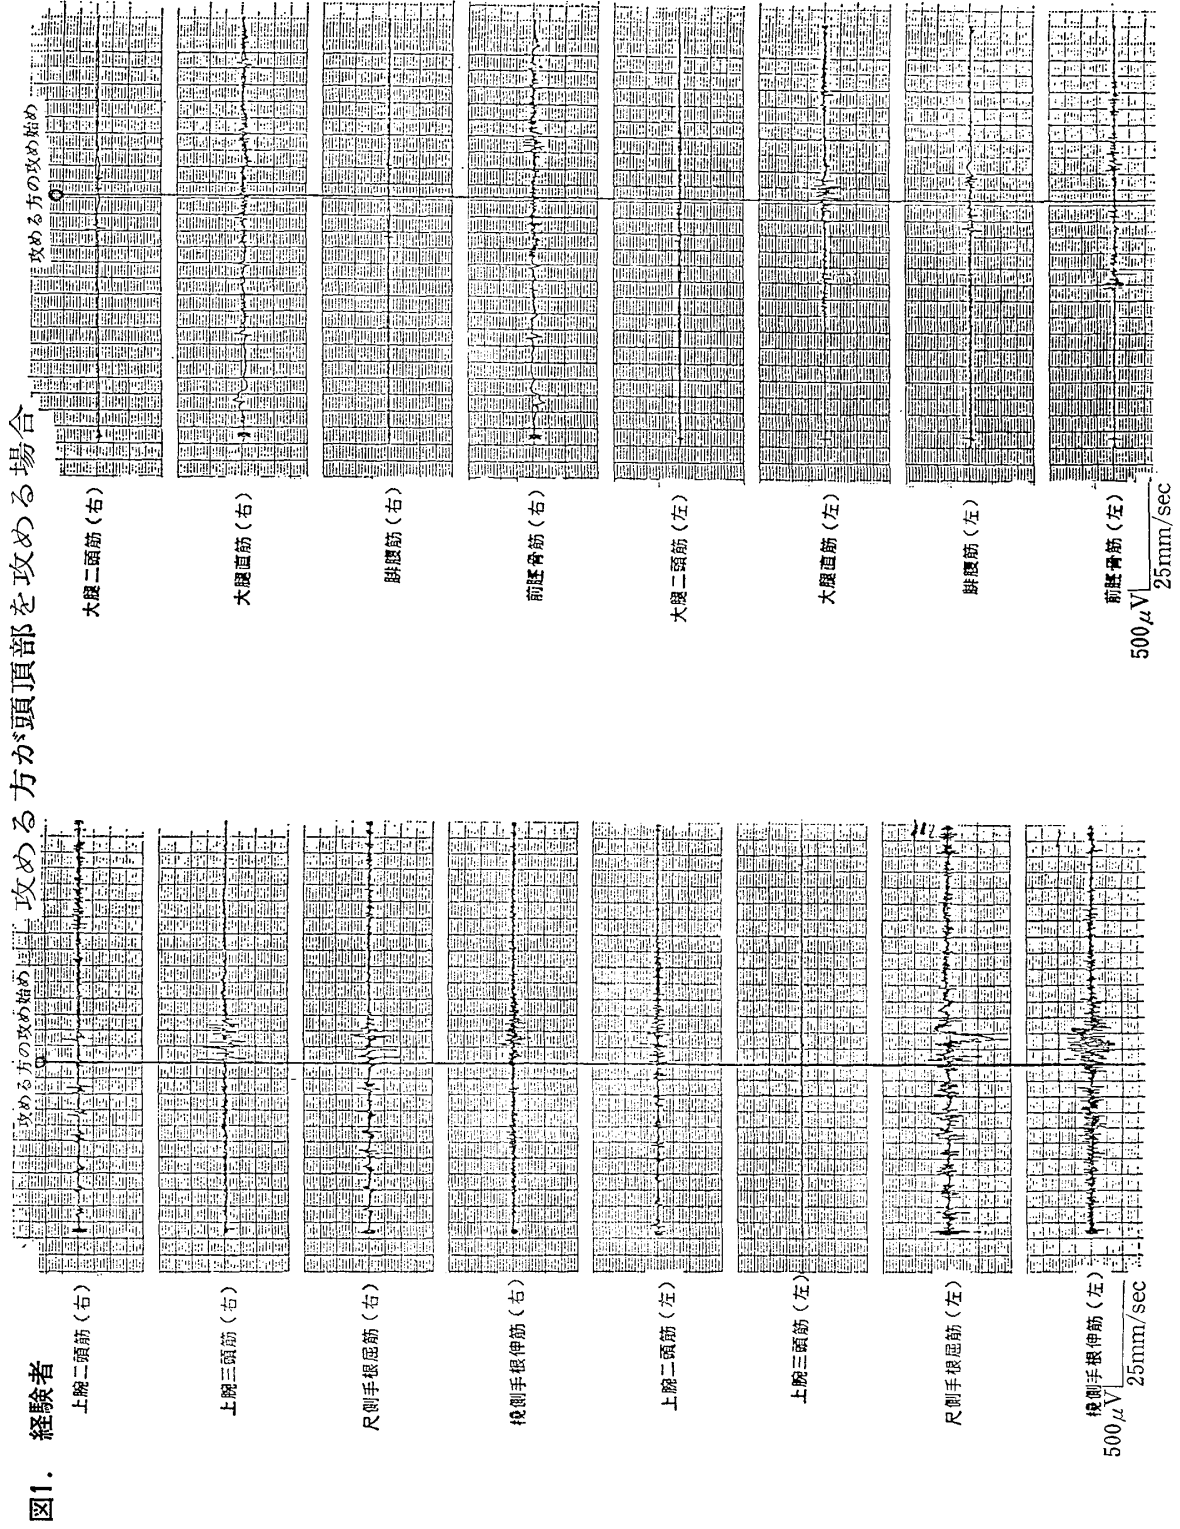 図1. 経験者
攻める方が頭頂部を攻める場合
攻める方の攻め始め
上腕二頭筋（右）
上腕三頭筋（右）
尺側手根屈筋（右）
橈側手根伸筋（右）
上腕二頭筋（左）
上腕三頭筋（左）
尺側手根屈筋（左）
橈側手根伸筋（左）
500μV
25mm/sec
攻める方の攻め始め
大腿二頭筋（右）
大腿直筋（右）
腓腹筋（右）
前脛骨筋（右）
大腿二頭筋（左）
大腿直筋（左）
腓腹筋（左）
前脛骨筋（左）
500μV
25mm/sec